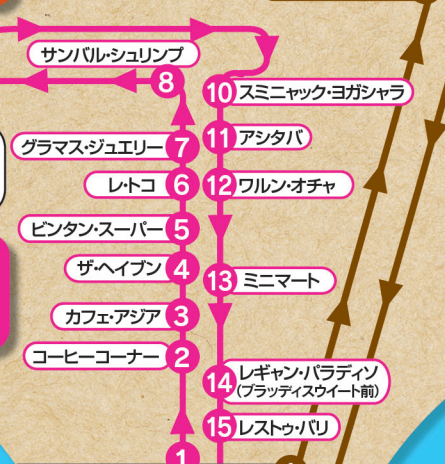 サンバル・シュリンプ
8
10 スミニャック・ヨガシャラ
11 アシタバ
グラマス・ジュエリー 7
レ・トコ 6
12 ワルン・オチャ
ビンタン・スーパー 5
ザ・ヘイブン 4
13 ミニマート
カフェ・アジア 3
コーヒーコーナー 2
14 レギャン・パラディソ
(ブラッディスウイート前)
15 レストゥ・バリ
1